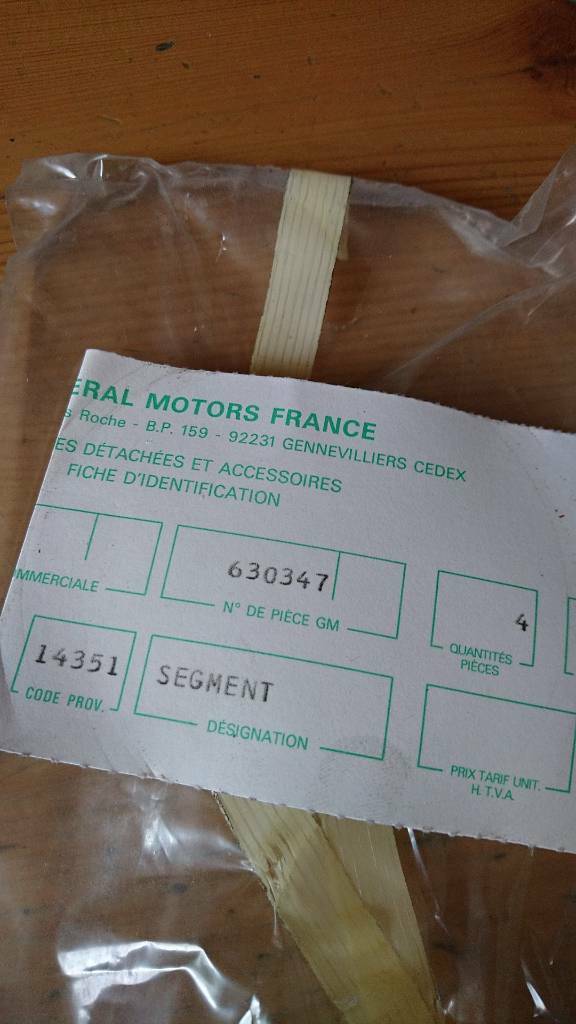 ERAL MOTORS FRANCE
s Roche - B.P. 159 - 92231 GENNEVILLIERS CEDEX
ES DÉTACHÉES ET ACCESSOIRES
FICHE D'IDENTIFICATION
MMERCIALE
630347
N° DE PIÈCE GM
4
QUANTITÉS
PIÈCES
14351
CODE PROV.
SEGMENT
DÉSIGNATION
PRIX TARIF UNIT.
H. T.V.A.